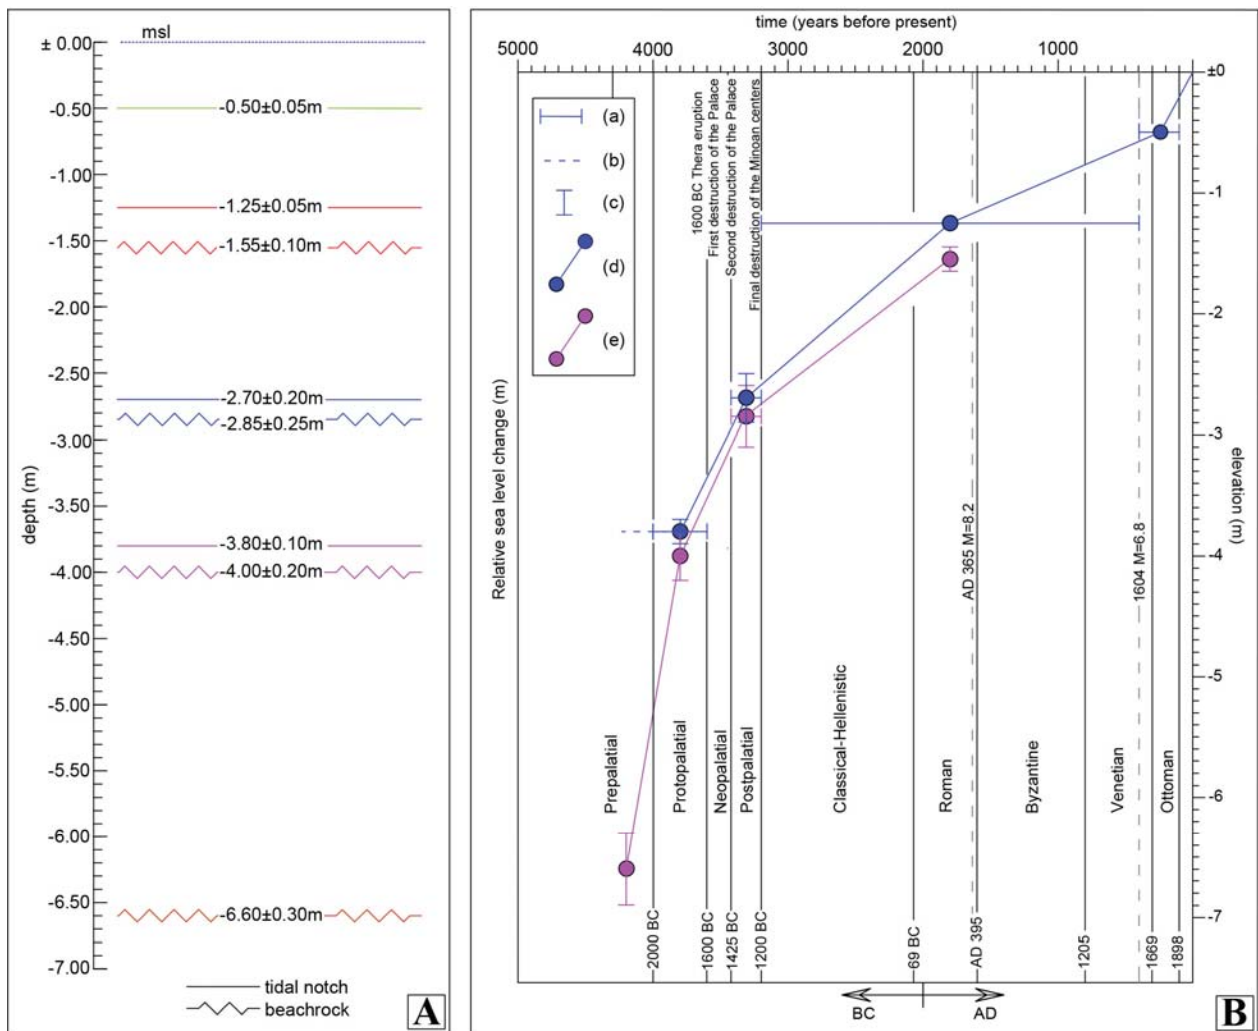 msl
± 0.00
-0.50
-1.00
-1.50
-2.00
-2.50
-3.00
-3.50
-4.00
-4.50
-5.00
-5.50
-6.00
-6.50
-7.00
depth (m)
-0.50±0.05m
-1.25±0.05m
-1.55±0.10m
-2.70±0.20m
-2.85±0.25m
-3.80±0.10m
-4.00±0.20m
-6.60±0.30m
tidal notch
beachrock
A
time (years before present)
5000 4000 3000 2000 1000
±0
-1
-2
-3
-4
-5
-6
-7
elevation (m)
Relative sea level change (m)
(a)
(b)
(c)
(d)
(e)
1600 BC Thera eruption
First destruction of the Palace
Second destruction of the Palace
Final destruction of the Minoan centers
AD 365 M=8.2
1604 M=6.8
Prepalatial
Protopalatial
Neopalatial
Postpalatial
Classical-Hellenistic
Roman
Byzantine
Venetian
Ottoman
2000 BC
1600 BC
1425 BC
1200 BC
69 BC
AD 395
1205
1669
1898
BC AD
B